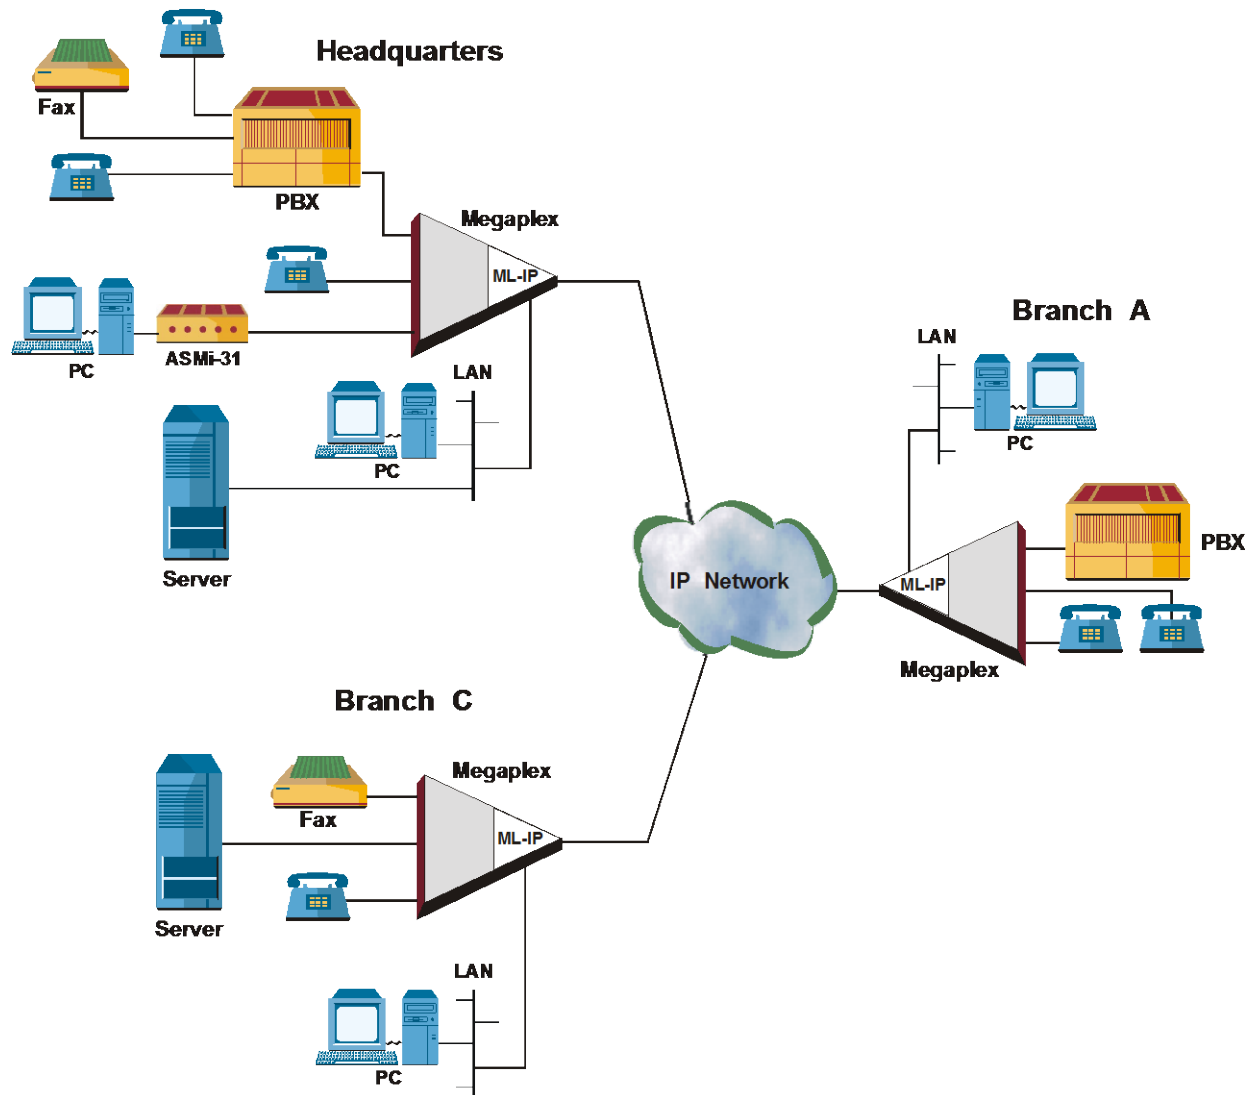 Headquarters
Fax
PBX
Megaplex
ML-IP
PC
ASMi-31
LAN
PC
Server
Branch A
LAN
PC
PBX
IP Network
ML-IP
Megaplex
Branch C
Megaplex
Fax
ML-IP
Server
LAN
PC